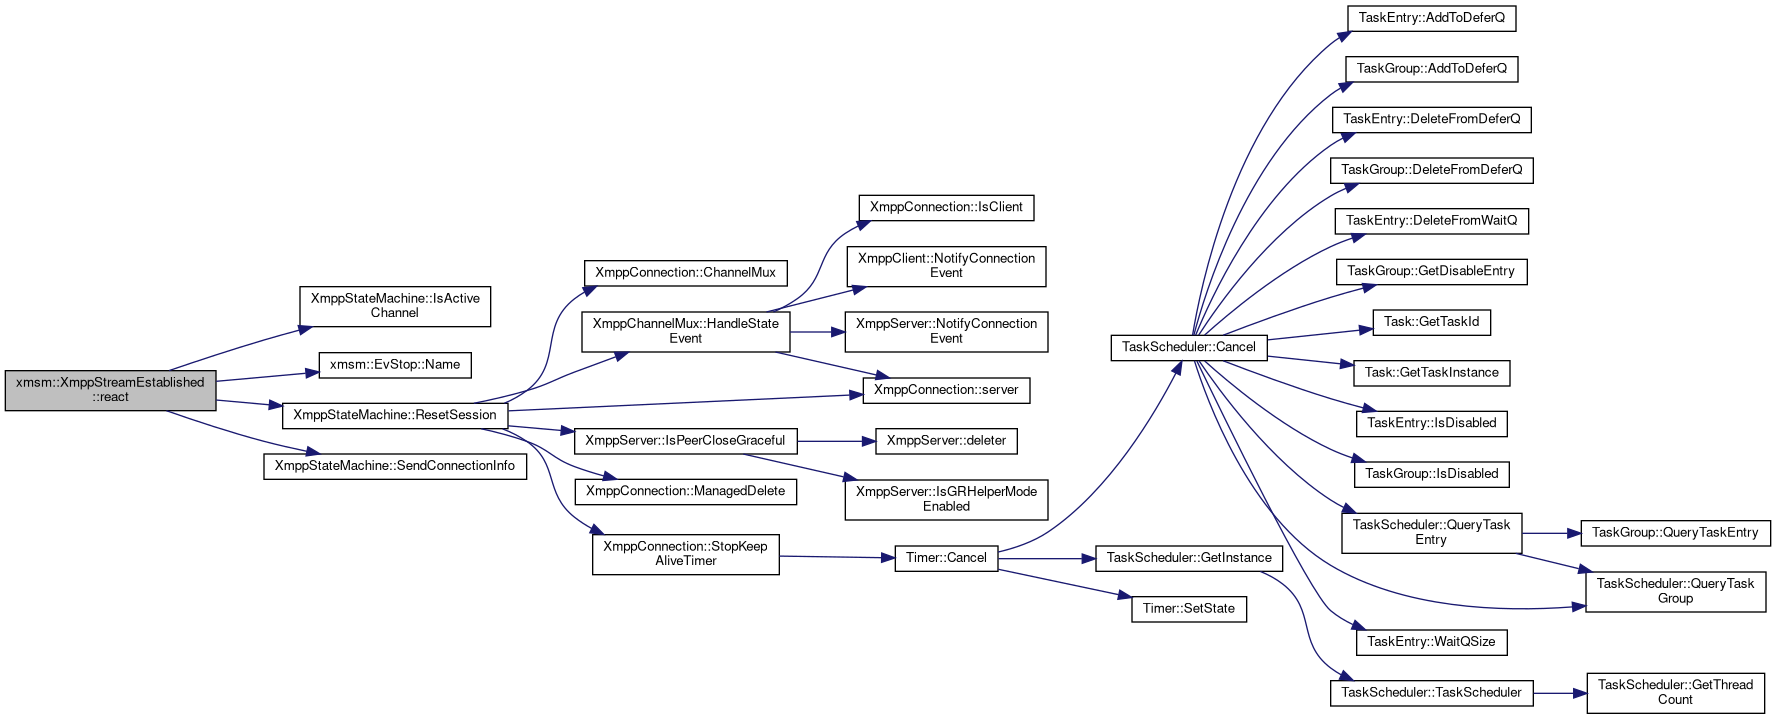 xmsm::XmppStreamEstablished
::react
XmppStateMachine::IsActive
Channel
xmsm::EvStop::Name
XmppStateMachine::ResetSession
XmppStateMachine::SendConnectionInfo
XmppConnection::ChannelMux
XmppChannelMux::HandleState
Event
XmppServer::IsPeerCloseGraceful
XmppConnection::ManagedDelete
XmppConnection::StopKeep
AliveTimer
XmppConnection::IsClient
XmppClient::NotifyConnection
Event
XmppServer::NotifyConnection
Event
XmppConnection::server
XmppServer::deleter
XmppServer::IsGRHelperMode
Enabled
Timer::Cancel
TaskScheduler::Cancel
TaskScheduler::GetInstance
Timer::SetState
TaskEntry::AddToDeferQ
TaskGroup::AddToDeferQ
TaskEntry::DeleteFromDeferQ
TaskGroup::DeleteFromDeferQ
TaskEntry::DeleteFromWaitQ
TaskGroup::GetDisableEntry
Task::GetTaskId
Task::GetTaskInstance
TaskEntry::IsDisabled
TaskGroup::IsDisabled
TaskScheduler::QueryTask
Entry
TaskGroup::QueryTaskEntry
TaskScheduler::QueryTask
Group
TaskEntry::WaitQSize
TaskScheduler::TaskScheduler
TaskScheduler::GetThread
Count